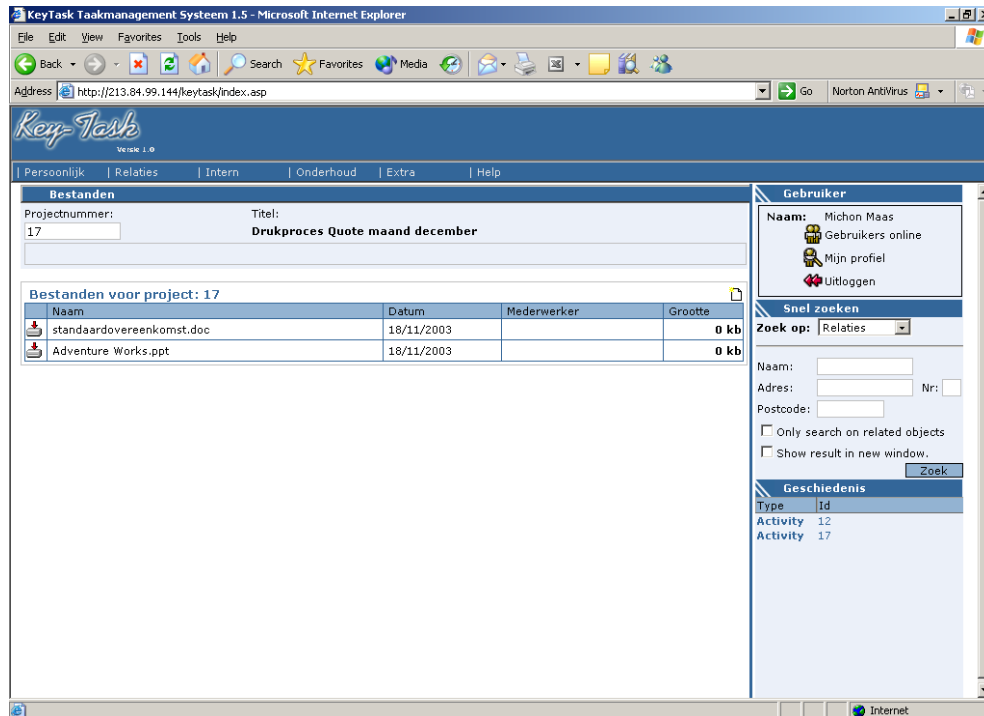 KeyTask Taakmanagement Systeem 1.5 - Microsoft Internet Explorer
File Edit View Favorites Tools Help
Back Search Favorites Media
Address http://213.84.99.144/keytask/index.asp Go Norton AntiVirus
Key-Task
Versie 1.0
| Persoonlijk | Relaties | Intern | Onderhoud | Extra | Help
Bestanden
Projectnummer: Titel:
17 Drukproces Quote maand december
Bestanden voor project: 17
Naam Datum Mederwerker Grootte
standaardovereenkomst.doc 18/11/2003 0 kb
Adventure Works.ppt 18/11/2003 0 kb
Gebruiker
Naam: Michon Maas
Gebruikers online
Mijn profiel
Uitloggen
Snel zoeken
Zoek op: Relaties
Naam:
Adres: Nr:
Postcode:
Only search on related objects
Show result in new window.
Zoek
Geschiedenis
Type Id
Activity 12
Activity 17
Internet